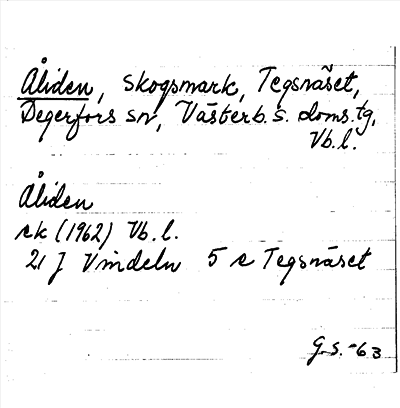 Åliden, skogsmark, Tegsnäset,
Degerfors sn, Västerb. s. doms.tg,
Vb.l.
Åliden
ek (1962) Vb.l.
21 J Vindeln 5 e Tegsnäset
G.S. -63